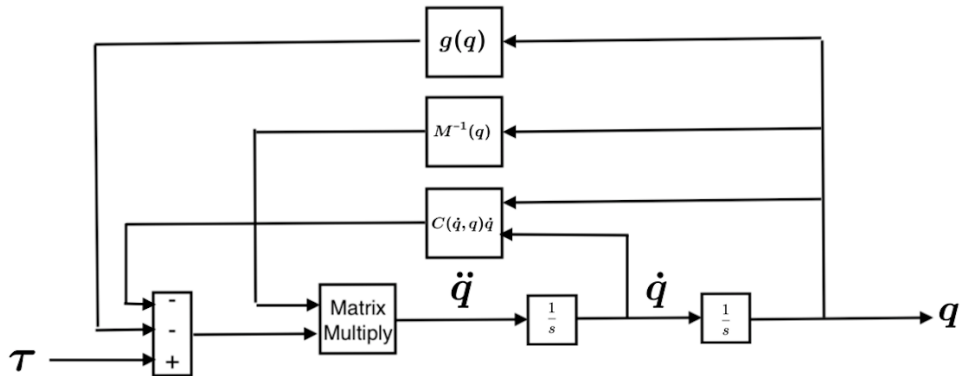 g(q)
M⁻¹(q)
C(q̇, q)q̇
q̈
q̇
-
-
+
Matrix
Multiply
1/s
1/s
q
τ